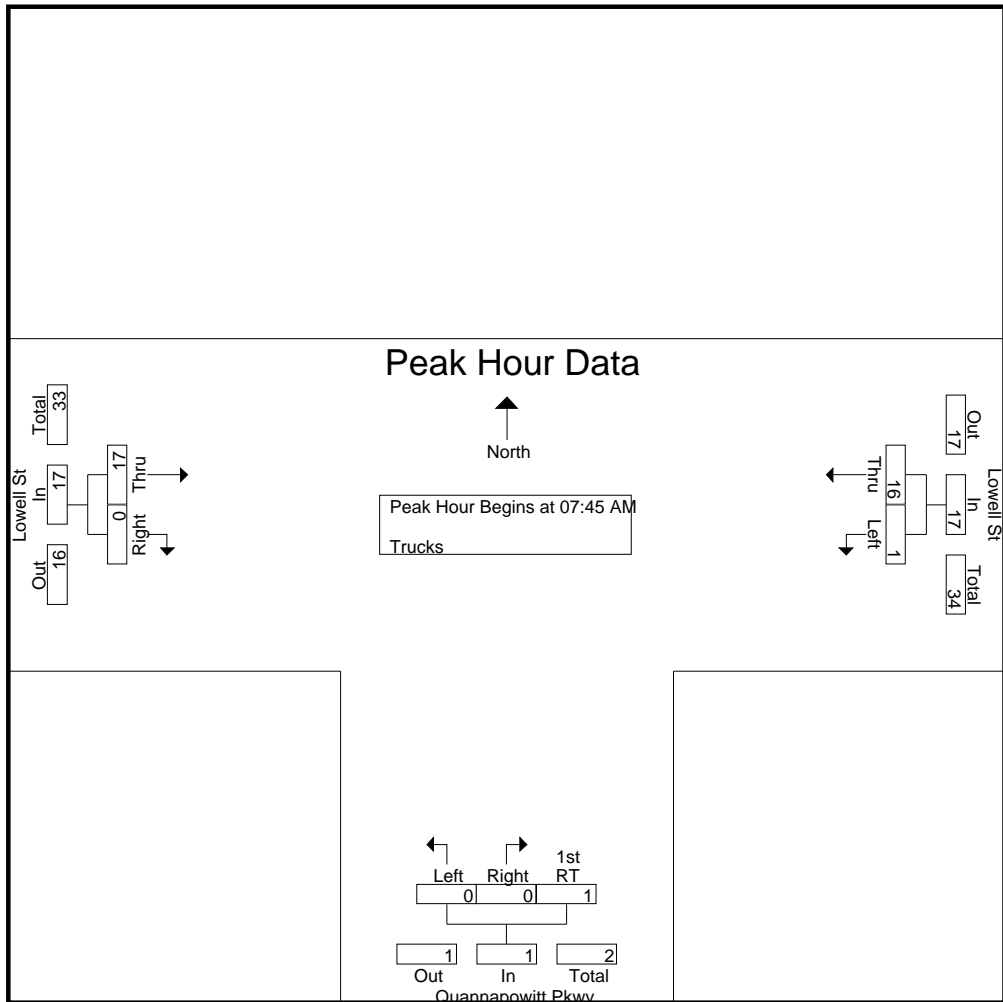 Peak Hour Data
North
Peak Hour Begins at 07:45 AM
Trucks
Lowell St
Total
33
In
17
Out
16
Thru
17
Right
0
Out
17
In
17
Total
34
Lowell St
Thru
16
Left
1
1st
Left Right RT
0 0 1
1 1 2
Out In Total
Quannapowitt Pkwy